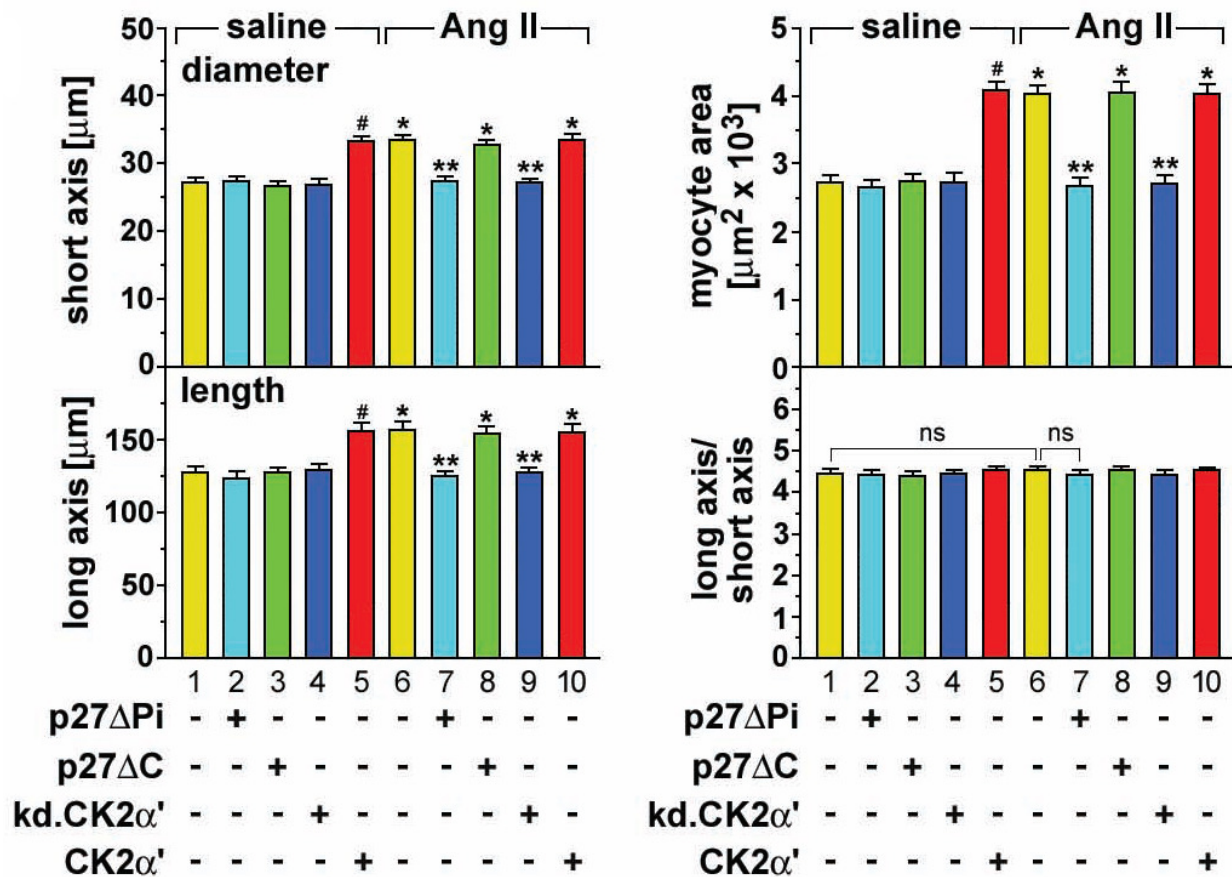 saline Ang II
diameter
short axis [μm]
50
40
30
20
10
0
# * ** * ** *
length
long axis [μm]
150
100
50
0
# * ** * ** *
1 2 3 4 5 6 7 8 9 10
p27ΔPi - + - - - - + - - -
p27ΔC - - + - - - - + - -
kd.CK2α' - - - + - - - - + -
CK2α' - - - - + - - - - +
saline Ang II
myocyte area
[μm² x 10³]
5
4
3
2
1
0
# * ** * ** *
long axis/
short axis
6
5
4
3
2
1
0
ns ns
1 2 3 4 5 6 7 8 9 10
p27ΔPi - + - - - - + - - -
p27ΔC - - + - - - - + - -
kd.CK2α' - - - + - - - - + -
CK2α' - - - - + - - - - +